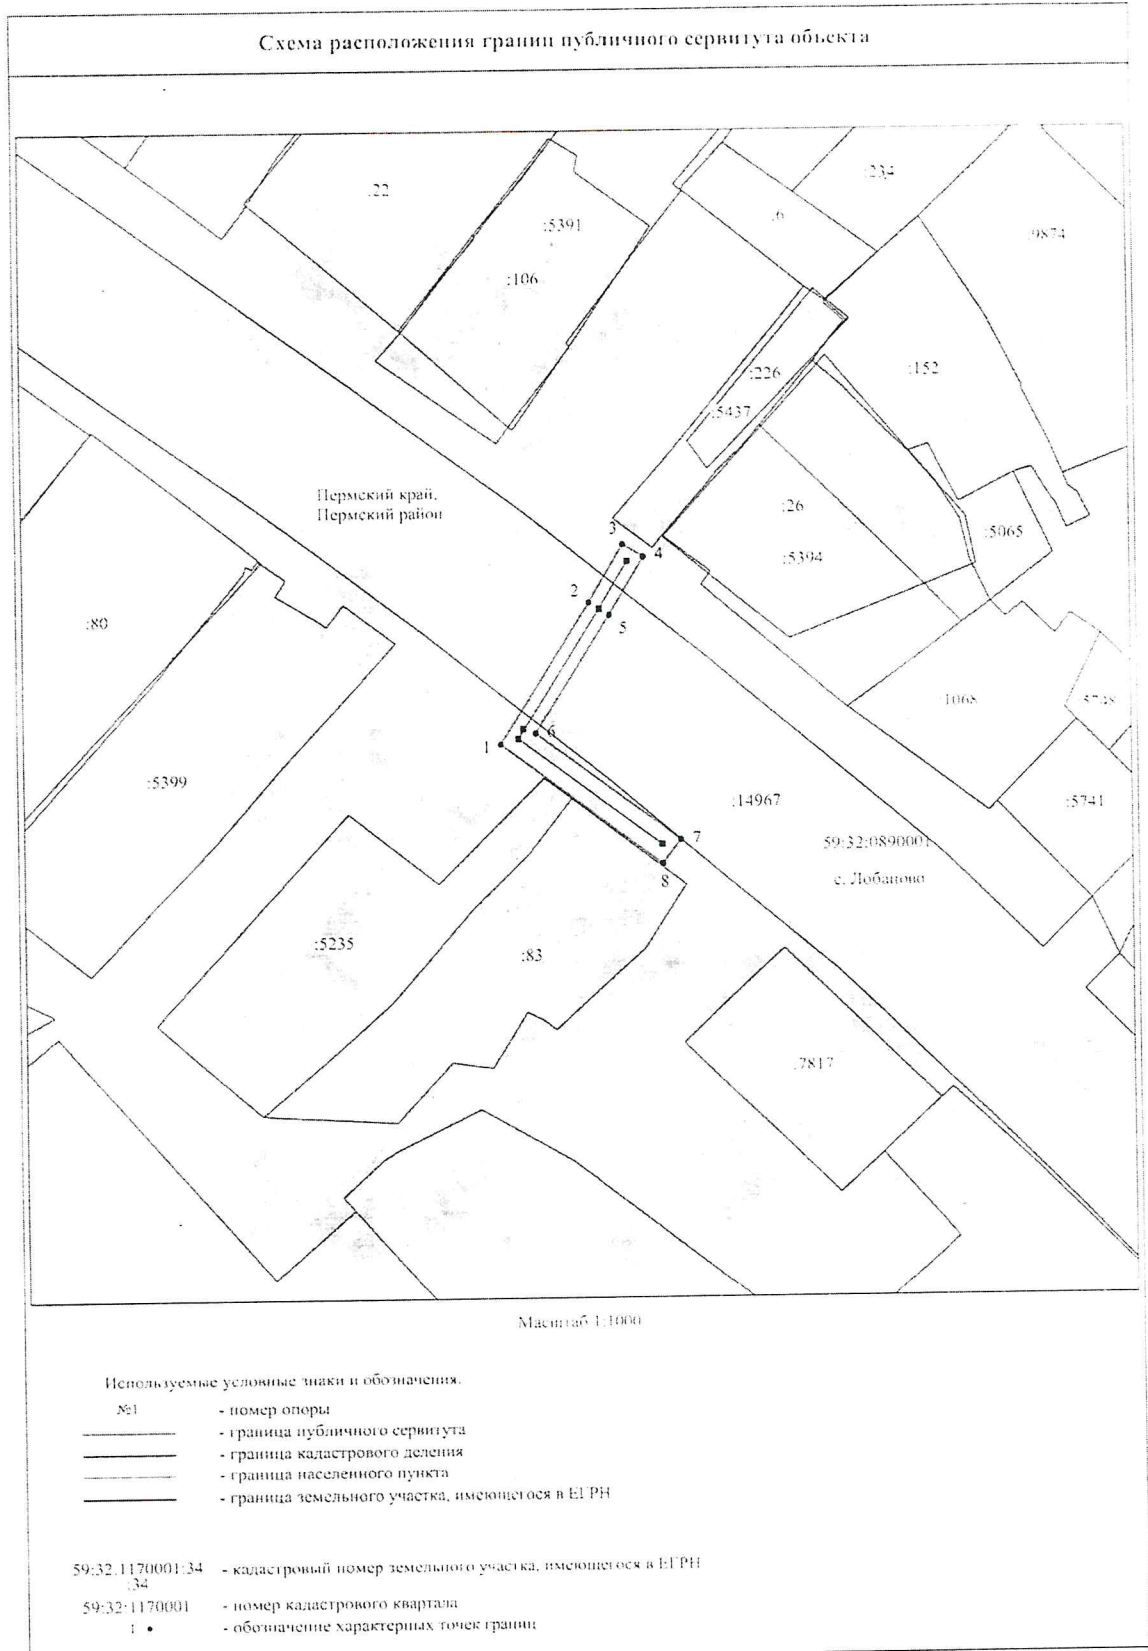 Схема расположения границ публичного сервитута объекта
:234
:22
:6
:5391
:9874
:106
:226
:152
:5437
Пермский край,
Пермский район
:26
3
:5065
4
:5394
2
:80
5
1068
5748
6
1
:5399
:14967
:5741
7
59:32:0890001
8
с. Лобаново
:5235
:83
:7817
Масштаб 1:1000
Используемые условные знаки и обозначения.
№1 - номер опоры
- граница публичного сервитута
- граница кадастрового деления
- граница населенного пункта
- граница земельного участка, имеющегося в ЕГРН
59:32:1170001:34 - кадастровый номер земельного участка, имеющегося в ЕГРН
:34
59:32:1170001 - номер кадастрового квартала
1 • - обозначение характерных точек границ